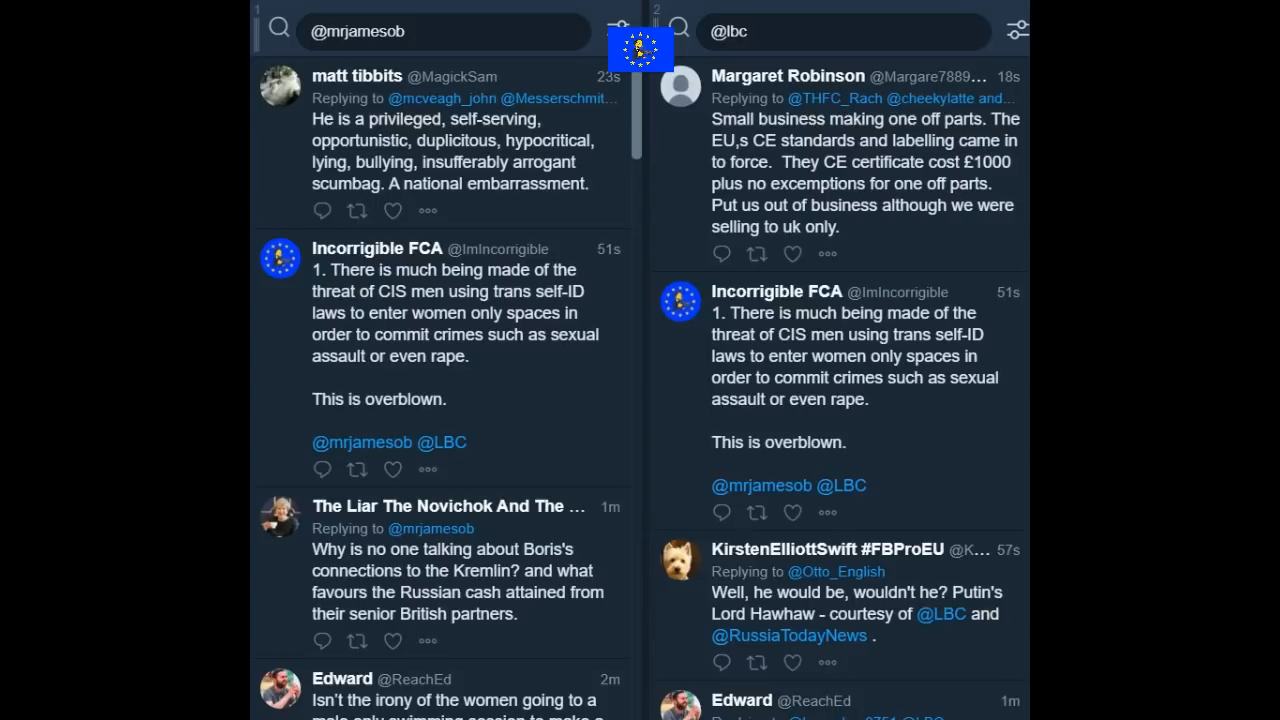 1
@mrjamesob
matt tibbits @MagickSam 23s
Replying to @mcveagh_john @Messerschmit...
He is a privileged, self-serving,
opportunistic, duplicitous, hypocritical,
lying, bullying, insufferably arrogant
scumbag. A national embarrassment.
Incorrigible FCA @ImIncorrigible 51s
1. There is much being made of the
threat of CIS men using trans self-ID
laws to enter women only spaces in
order to commit crimes such as sexual
assault or even rape.
This is overblown.
@mrjamesob @LBC
The Liar The Novichok And The ... 1m
Replying to @mrjamesob
Why is no one talking about Boris's
connections to the Kremlin? and what
favours the Russian cash attained from
their senior British partners.
Edward @ReachEd 2m
Isn't the irony of the women going to a
male only swimming session to make a
2
@lbc
Margaret Robinson @Margare7889... 18s
Replying to @THFC_Rach @cheekylatte and...
Small business making one off parts. The
EU,s CE standards and labelling came in
to force. They CE certificate cost £1000
plus no excemptions for one off parts.
Put us out of business although we were
selling to uk only.
Incorrigible FCA @ImIncorrigible 51s
1. There is much being made of the
threat of CIS men using trans self-ID
laws to enter women only spaces in
order to commit crimes such as sexual
assault or even rape.
This is overblown.
@mrjamesob @LBC
KirstenElliottSwift #FBProEU @K... 57s
Replying to @Otto_English
Well, he would be, wouldn't he? Putin's
Lord Hawhaw - courtesy of @LBC and
@RussiaTodayNews .
Edward @ReachEd 1m
Replying to @LBC